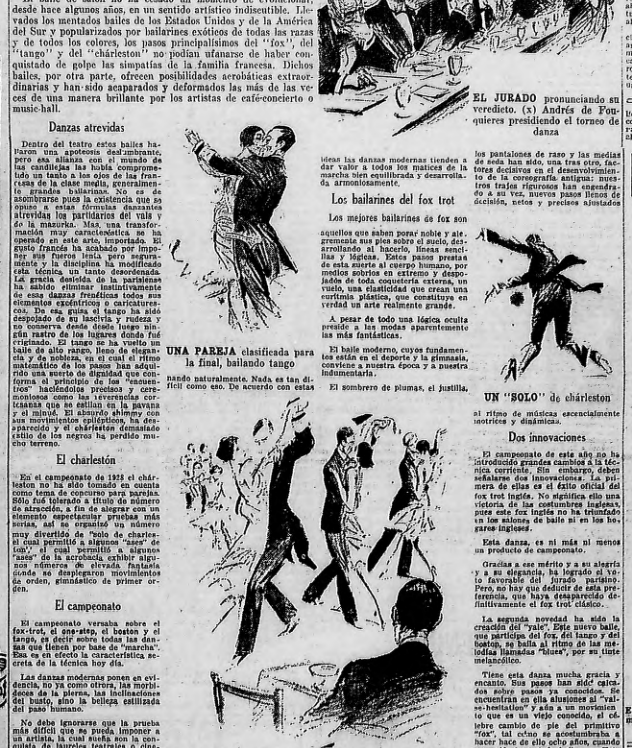 desde hace algunos años, en un sentido artístico indiscutible. Lle-
vados los mentados bailes de los Estados Unidos y de la América
del Sur y popularizados por bailarines exóticos de todas las razas
y de todos los colores, los pasos principalísimos del "fox", del
"tango" y del "chárleston" no podían ufanarse de haber con-
quistado de golpe las simpatías de la familia francesa. Dichos
bailes, por otra parte, ofrecen posibilidades acrobáticas extraor-
dinarias y han sido acaparados y deformados las más de las ve-
ces de una manera brillante por los artistas de café-concierto o
music-hall.
Danzas atrevidas
Dentro del teatro estos bailes ha-
llaron una apoteosis deslumbrante,
pero esa alianza con el mundo de
las candilejas las había comprome-
tido un tanto a los ojos de las fran-
cesas de la clase media, generalmen-
te grandes bailarinas. No es de
asombrarse pues la existencia que se
opuso a estas fórmulas danzantes
atrevidas los partidarios del vals y
de la mazurka. Mas, una transfor-
mación muy característica se ha
operado en este arte, importado. El
gusto francés ha acabado por impo-
ner sus fueros lenta pero segura-
mente y la disciplina ha modificado
esta técnica un tanto desordenada.
La gracia desleída de la parisiense
ha sabido eliminar instintivamente
de esas danzas frenéticas todos sus
elementos excéntricos o caricatures-
cos. De esa guisa el tango ha sido
despojado de su lascivia y rudeza y
no conserva desde desde luego nin-
gún rastro de los lugares donde fué
originado. El tango se ha vuelto un
baile de alto rango, lleno de elegan-
cia y de nobleza, en el cual el ritmo
matemático de los pasos han adqui-
rido una suerte de dignidad que con-
forma el principio de los "encuen-
tros" haciéndolos precisos y cere-
moniosos como las reverencias cor-
tesanas que se estilan en la pavana
y el minué. El absurdo shimmy con
sus movimientos epilépticos, ha des-
aparecido y el chárleston demasiado
estilo de los negros ha perdido mu-
cho terreno.
El charlestón
En el campeonato de 1928 el chár-
leston no ha sido tomado en cuenta
como tema de concurso para parejas.
Sólo fué tolerado a título de número
de atracción, a fin de alegrar con un
elemento espectacular pruebas más
serias, así se organizó un número
muy divertido de "solo de charles-
el cual permitió a algunos "ases" de
ton", el cual permitió a algunos
"ases" de la acrobacia exhibir algu-
nos números de elevada fantasía
donde se desplegaron movimientos
de orden, gimnástico de primer or-
den.
El campeonato
El campeonato versaba sobre el
fox-trot, el one-step, el boston y el
tango, es decir sobre todas las dan-
zas que tienen por base de "marcha".
Esa es en efecto la característica se-
creta de la técnica hoy día.
Las danzas modernas ponen en evi-
dencia, no ya como otrora, las morbi-
deces de la pierna, las inclinaciones
del busto, sino la belleza estilizada
del paso humano.
No debe ignorarse que la prueba
más difícil que se pueda imponer a
un artista, la cual sueña son la con-
quista de laureles teatrales o cine-
UNA PAREJA clasificada para
la final, bailando tango
nando naturalmente. Nada es tan di-
fícil como eso. De acuerdo con estas
ideas las danzas modernas tienden a
dar valor a todos los matices de la
marcha bien equilibrada y desarrolla-
da armoniosamente.
Los bailarines del fox trot
Los mejores bailarines de fox son
aquellos que saben porar noble y ale-
gremente sus pies sobre el suelo, des-
arrollando al hacerlo, líneas senci-
llas y lógicas. Estos pasos prestan
de esta suerte al cuerpo humano, por
medios sobrios en extremo y despo-
jados de toda coquetería externa, un
vuelo, una elasticidad que crean una
euritmia plástica, que constituye en
verdad un arte realmente grande.
A pesar de todo una lógica oculta
preside a las modas aparentemente
las más fantásticas.
El baile moderno, cuyos fundamen-
tos están en el deporte y la gimnasia,
conviene a nuestra época y a nuestra
indumentaria.
El sombrero de plumas, el justilla,
EL JURADO pronunciando su
veredicto. (x) Andrés de Fou-
quieres presidiendo el torneo de
danza
los pantalones de razo y las medias
de seda han sido, una tras otro, fac-
tores decisivos en el desenvolvimien-
to de la coreografía antigua; nues-
tros trajes rigurosos han engendra-
do a su vez, nuevos pasos llenos de
decisión, netos y precisos ajustados
UN "SOLO" de chárleston
al ritmo de músicas escencialmente
motrices y dinámicas.
Dos innovaciones
El campeonato de este año no ha
introducido grandes cambios a la téc-
nica corriente. Sin embargo, deben
señalarse dos innovaciones. La pri-
mera de ellas es el éxito oficial del
fox trot inglés. No significa ello una
victoria de las costumbres inglesas,
pues este fox inglés no ha triunfado
en los salones de baile ni en los ho-
gares ingleses.
Esta danza, es ni más ni menos
un producto de campeonato.
Gracias a ese mérito y a su alegría
y a su elegancia, ha logrado el vo-
to favorable del jurado parisino.
Pero, no hay que deducir de esta pre-
ferencia, que haya desaparecido de-
finitivamente el fox trot clásico.
La segunda novedad ha sido la
creación del "yale". Este nuevo baile,
que participa del fox, del tango y del
boston, se baila al ritmo de las me-
lodías llamadas "blues", por su tinte
melancólico.
Tiene esta danza mucha gracia y
encanto. Sus pasos han sido calca-
dos sobre pasos ya conocidos. Se
encuentran en ella alusiones al "val-
se-hesitation" y aún a un movimien-
to que es un viejo conocido, el cé-
lebre cambio de pie del primitivo
"fox", tal como se acostumbraba a
hacer hace de ello ocho años, cuando